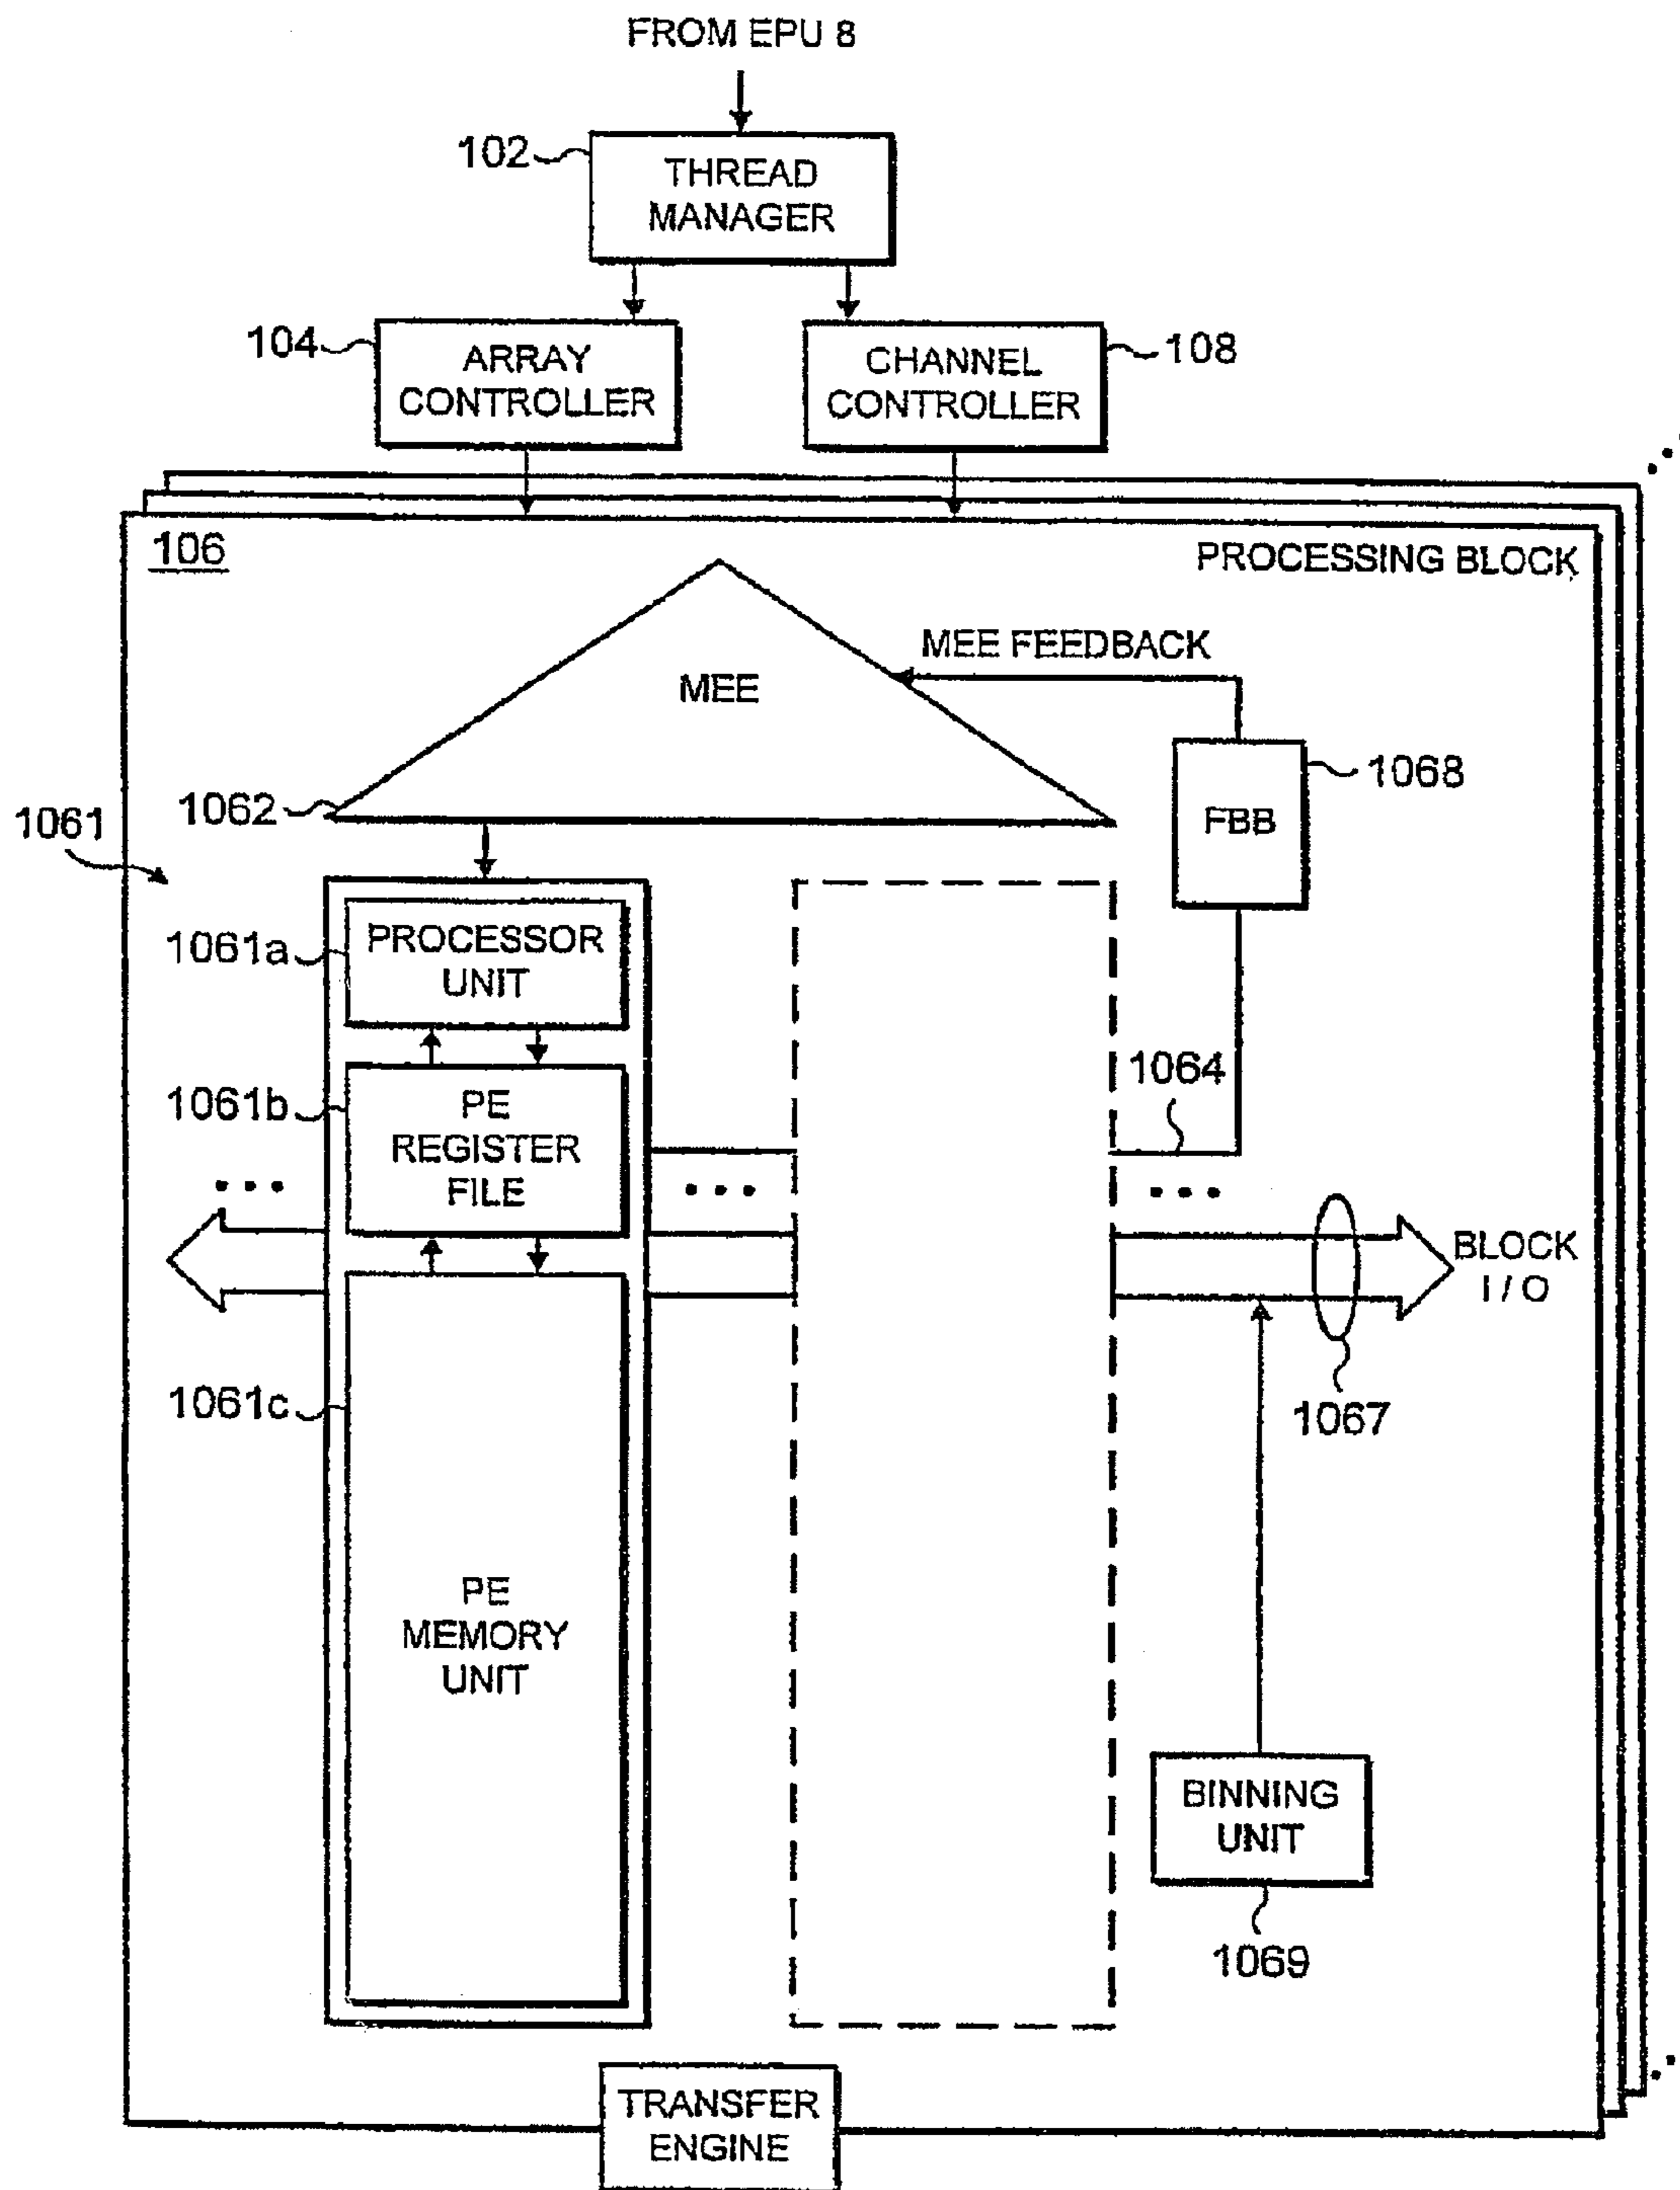 FROM EPU 8
102
THREAD
MANAGER
104
ARRAY
CONTROLLER
CHANNEL
CONTROLLER
108
106
PROCESSING BLOCK
MEE FEEDBACK
MEE
1068
1062
1061
FBB
1061a
PROCESSOR
UNIT
1064
1061b
PE
REGISTER
FILE
BLOCK
I / O
1061c
1067
PE
MEMORY
UNIT
BINNING
UNIT
1069
TRANSFER
ENGINE